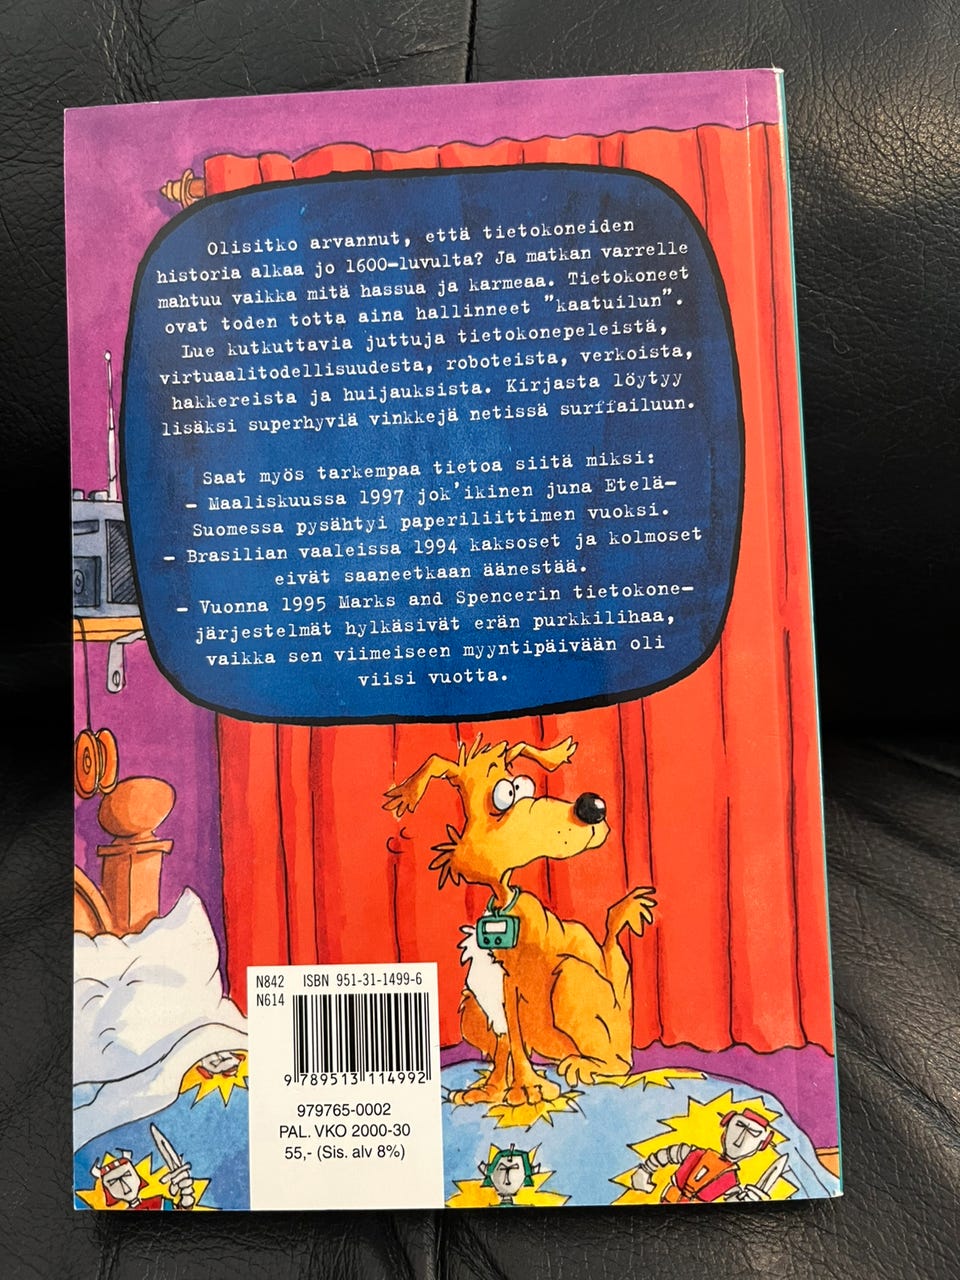 Olisitko arvannut, että tietokoneiden
historia alkaa jo 1600-luvulta? Ja matkan varrelle
mahtuu vaikka mitä hassua ja karmeaa. Tietokoneet
ovat toden totta aina hallinneet "kaatuilun".
Lue kutkuttavia juttuja tietokonepeleistä,
virtuaalitodellisuudesta, roboteista, verkoista,
hakkereista ja huijauksista. Kirjasta löytyy
lisäksi superhyviä vinkkejä netissä surffailuun.
Saat myös tarkempaa tietoa siitä miksi:
- Maaliskuussa 1997 jok'ikinen juna Etelä-
Suomessa pysähtyi paperiliittimen vuoksi.
- Brasilian vaaleissa 1994 kaksoset ja kolmoset
eivät saaneetkaan äänestää.
- Vuonna 1995 Marks and Spencerin tietokone-
järjestelmät hylkäsivät erän purkkilihaa,
vaikka sen viimeiseen myyntipäivään oli
viisi vuotta.
N842 ISBN 951-31-1499-6
N614
9 789513 114992
979765-0002
PAL. VKO 2000-30
55,- (Sis. alv 8%)